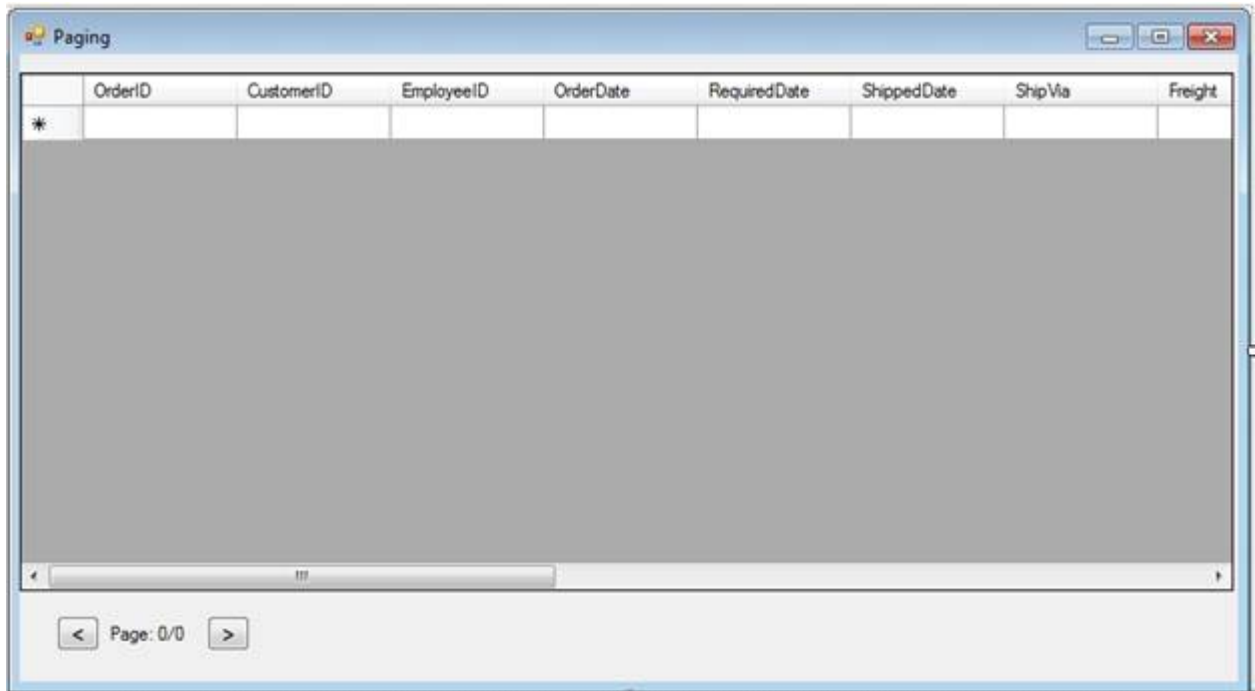 Paging
OrderID CustomerID EmployeeID OrderDate RequiredDate ShippedDate ShipVia Freight
*
< Page: 0/0 >